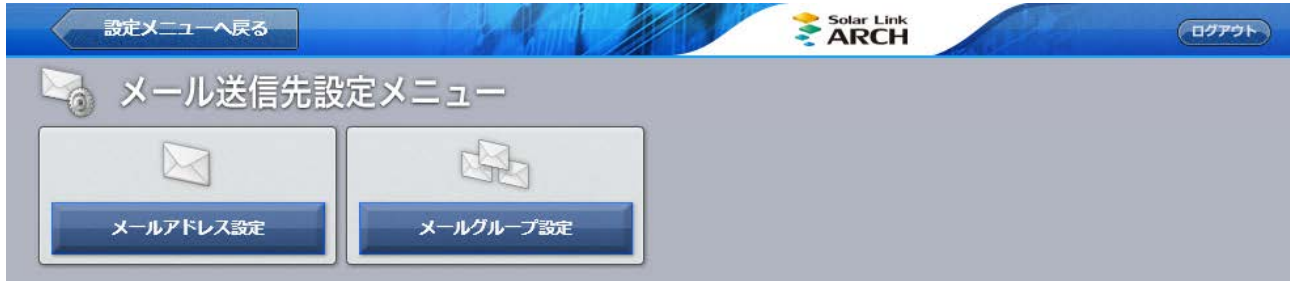 設定メニューへ戻る
Solar Link
ARCH
ログアウト
メール送信先設定メニュー
メールアドレス設定
メールグループ設定